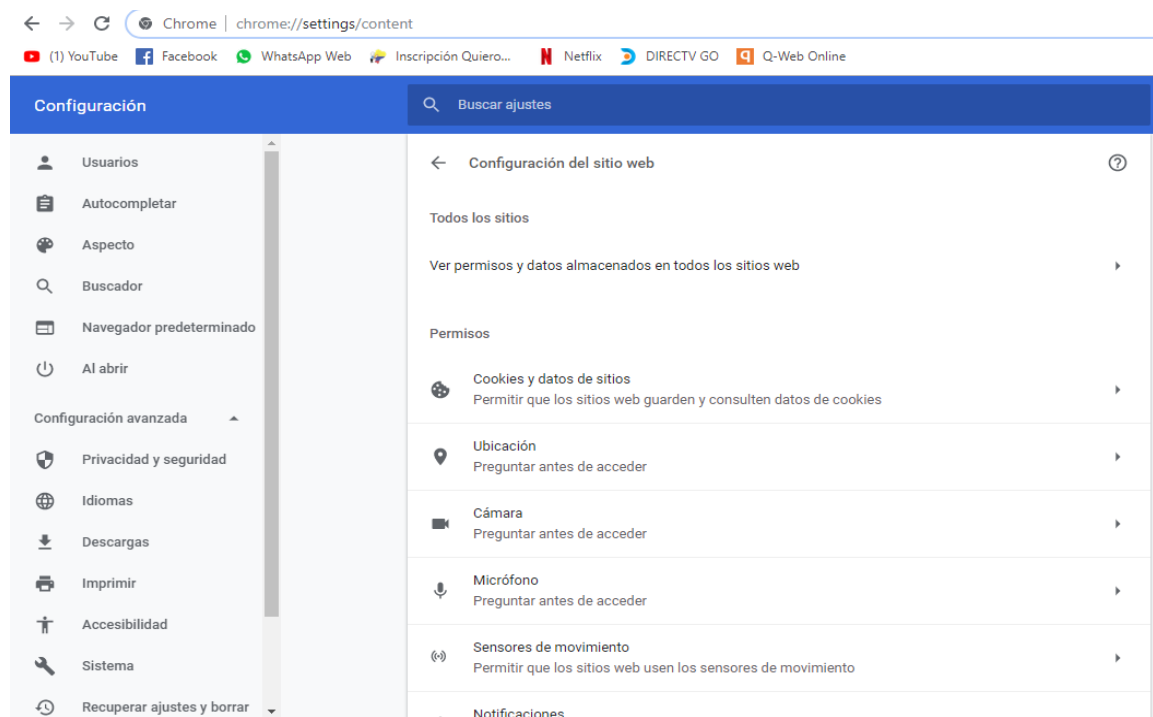 Chrome | chrome://settings/content
(1) YouTube Facebook WhatsApp Web Inscripción Quiero... Netflix DIRECTV GO Q-Web Online
Configuración
Buscar ajustes
Usuarios
Autocompletar
Aspecto
Buscador
Navegador predeterminado
Al abrir
Configuración avanzada
Privacidad y seguridad
Idiomas
Descargas
Imprimir
Accesibilidad
Sistema
Recuperar ajustes y borrar
Configuración del sitio web
Todos los sitios
Ver permisos y datos almacenados en todos los sitios web
Permisos
Cookies y datos de sitios
Permitir que los sitios web guarden y consulten datos de cookies
Ubicación
Preguntar antes de acceder
Cámara
Preguntar antes de acceder
Micrófono
Preguntar antes de acceder
Sensores de movimiento
Permitir que los sitios web usen los sensores de movimiento
Notificaciones